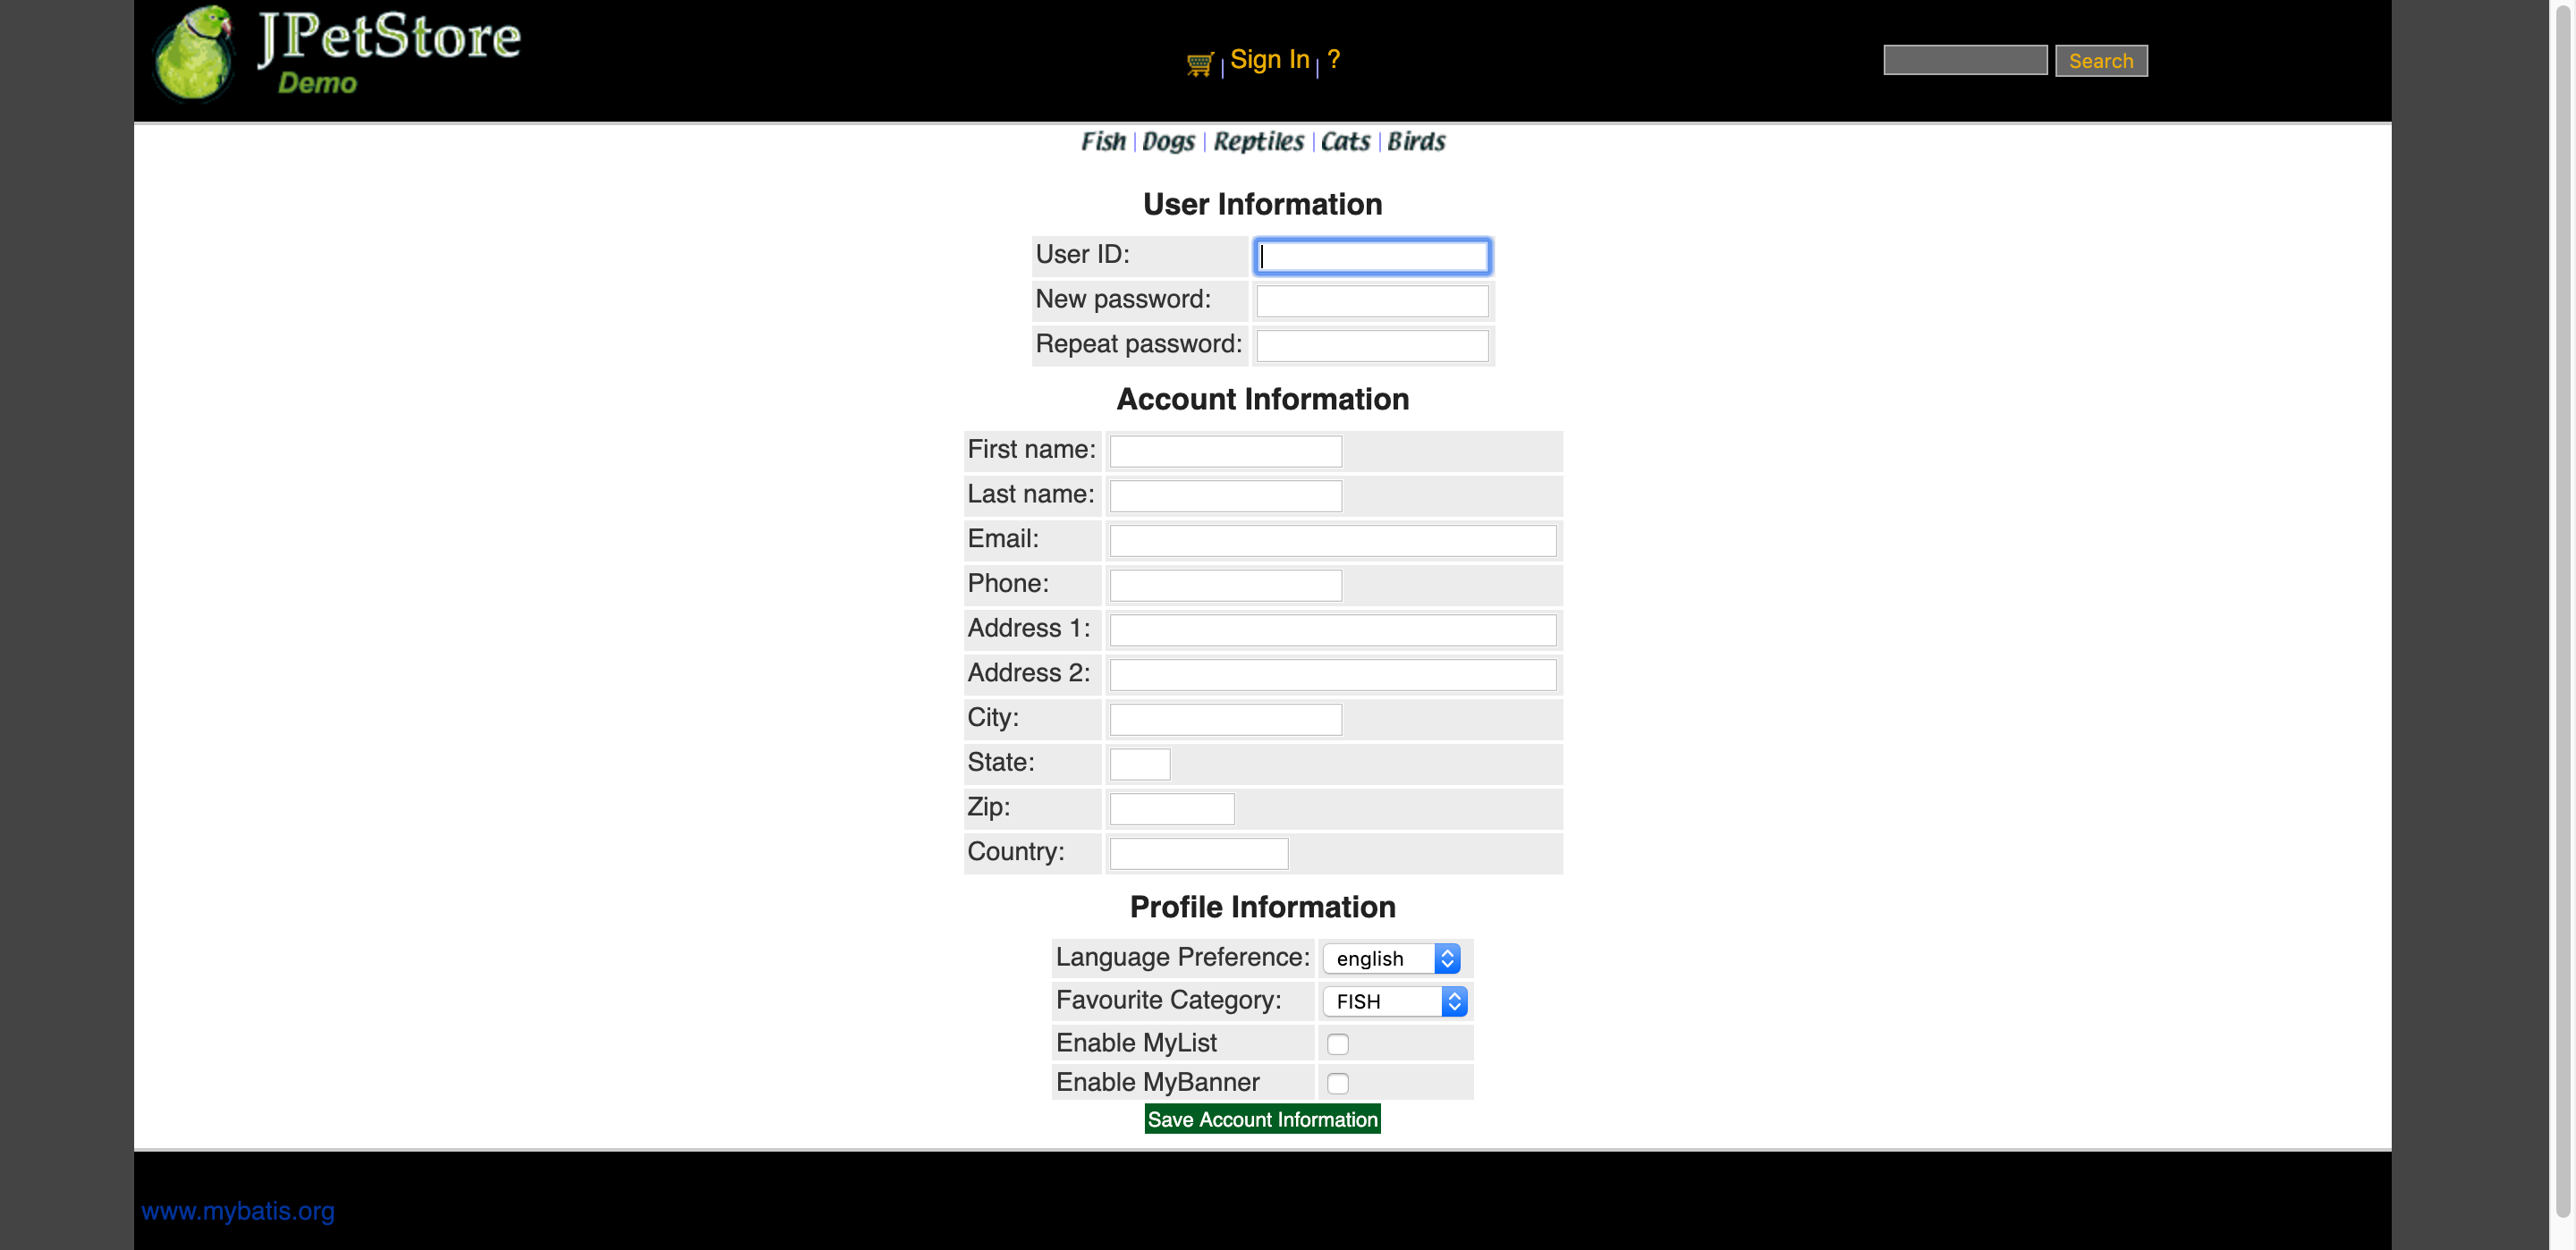 JPetStore
Demo
Sign In | ?
Search
Fish | Dogs | Reptiles | Cats | Birds
User Information
User ID:
New password:
Repeat password:
Account Information
First name:
Last name:
Email:
Phone:
Address 1:
Address 2:
City:
State:
Zip:
Country:
Profile Information
Language Preference: english
Favourite Category: FISH
Enable MyList
Enable MyBanner
Save Account Information
www.mybatis.org